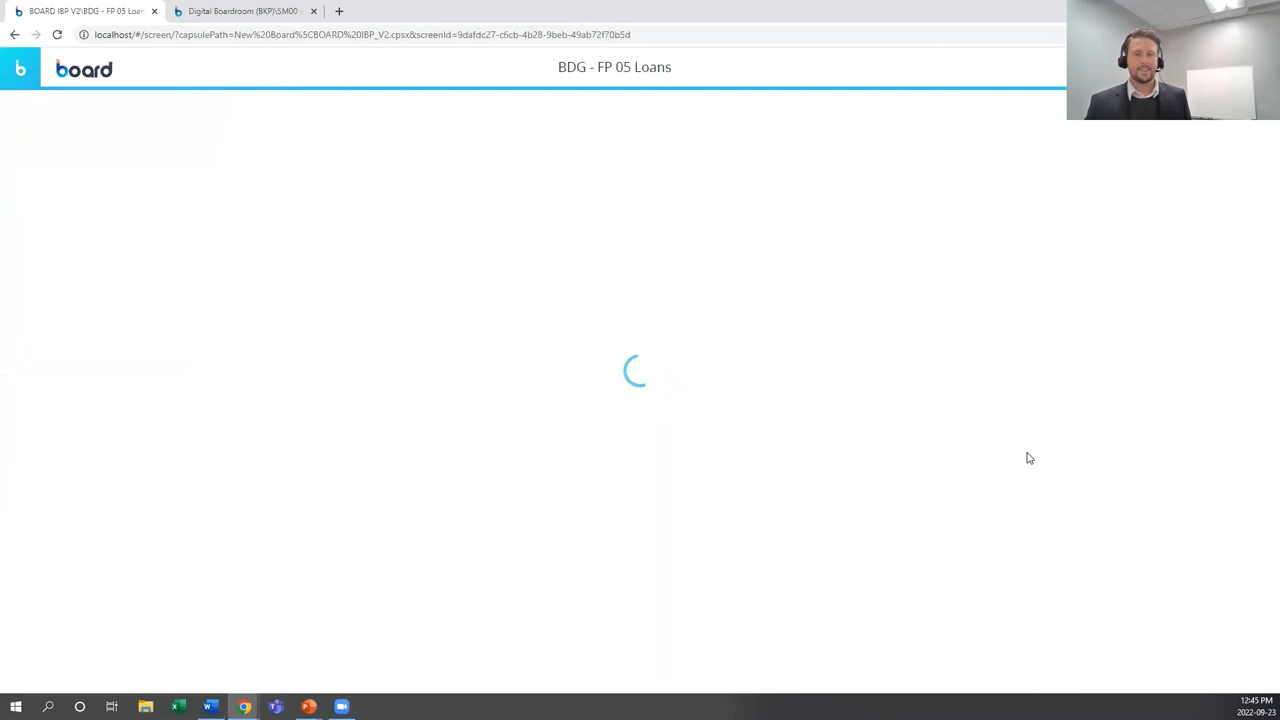 BOARD IBP V2\BDG - FP 05 Loan
Digital Boardroom (BKP)\SM00 -
localhost/#/screen/?capsulePath=New%20Board%5CBOARD%20IBP_V2.cpsx&screenId=9dafdc27-c6cb-4b28-9beb-49ab72f70b5d
b board
BDG - FP 05 Loans
12:45 PM
2022-09-23